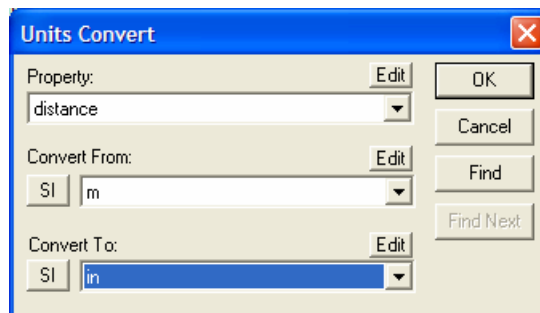 Units Convert
Property: Edit
distance
Convert From: Edit
SI m
Convert To: Edit
SI in
OK
Cancel
Find
Find Next